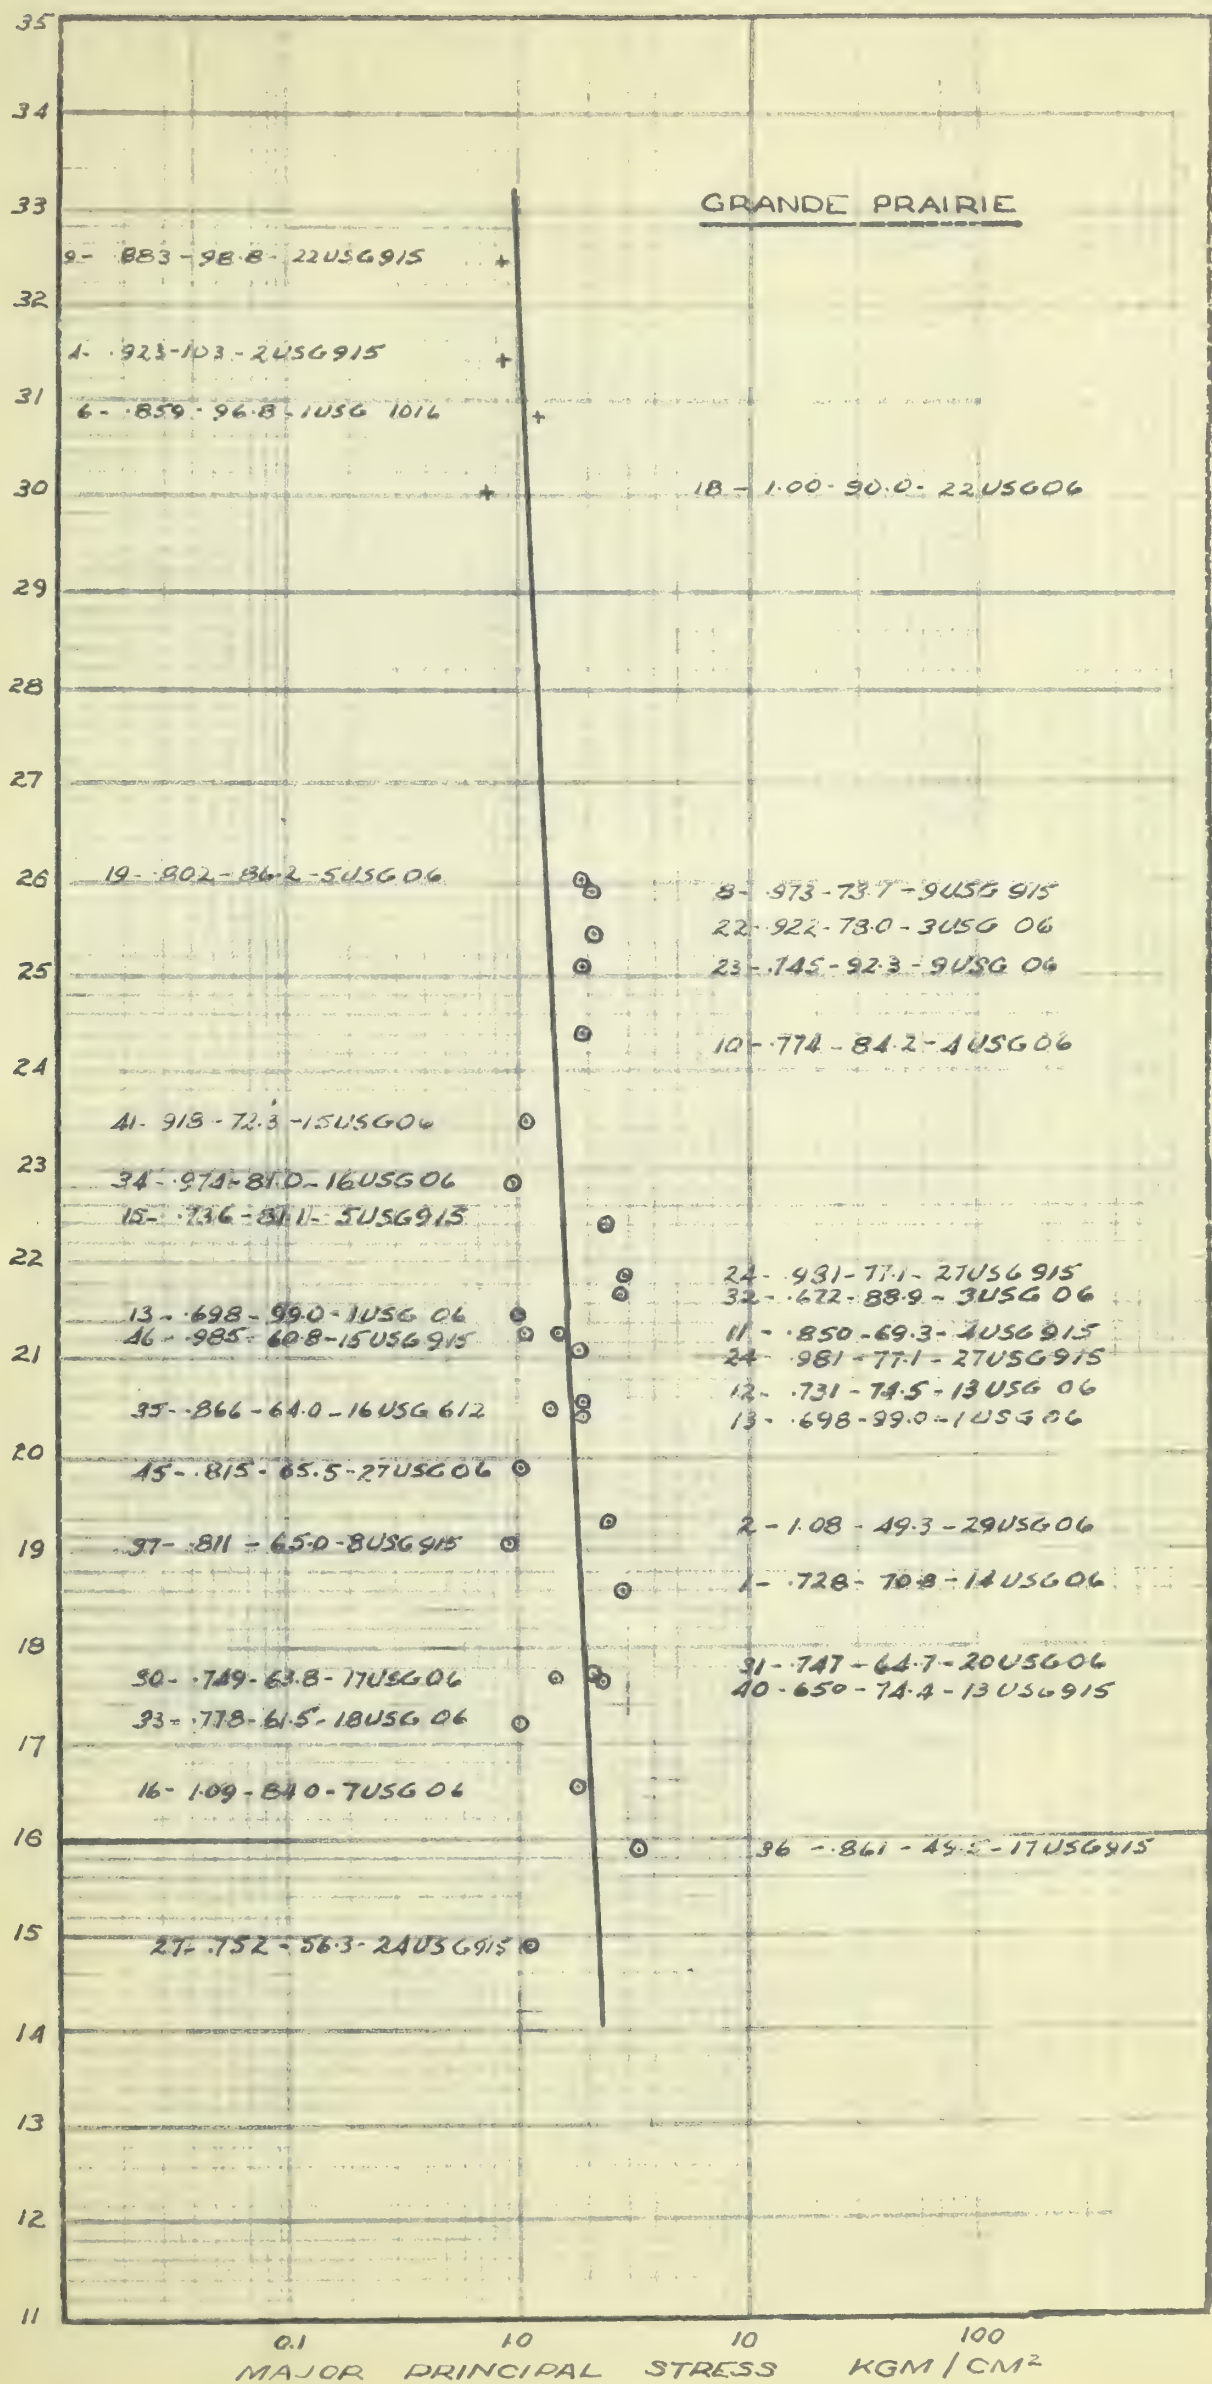 35
34
33
GRANDE PRAIRIE
9- .883-98.8-22USG915
32
4- .923-103-2USG915
31
6- .859-96.8-1USG 1016
30
18-1.00-90.0-22USG06
29
28
27
26
19-.802-86.2-5USG06
8-.973-73.7-9USG 915
22-.922-78.0-3USG 06
25
23-.745-92.3-9USG 06
10-.774-84.2-4USG06
24
41-.918-72.3-15USG06
23
34-.974-81.0-16USG06
15-.736-81.1-5USG915
22
24-.981-77.1-27USG 915
32-.672-88.9-3USG 06
13-.698-99.0-1USG 06
11-.850-69.3-4USG915
46-.985-60.8-15USG915
21
24-.981-77.1-27USG915
12-.731-74.5-13USG 06
35-.866-64.0-16USG 612
13-.698-99.0-1USG06
20
45-.815-65.5-27USG06
2-1.08-49.3-29USG06
19
37-.811-65.0-8USG915
1-.728-70.8-14USG06
18
31-.747-64.7-20USG06
30-.749-63.8-17USG06
40-.650-74.4-13USG915
33-.778-61.5-18USG 06
17
16-1.09-84.0-7USG06
16
36-.861-49. -17USG915
15
27-.752-56.3-24USG915
14
13
12
11
0.1 1.0 10 100
MAJOR PRINCIPAL STRESS KGM/CM²